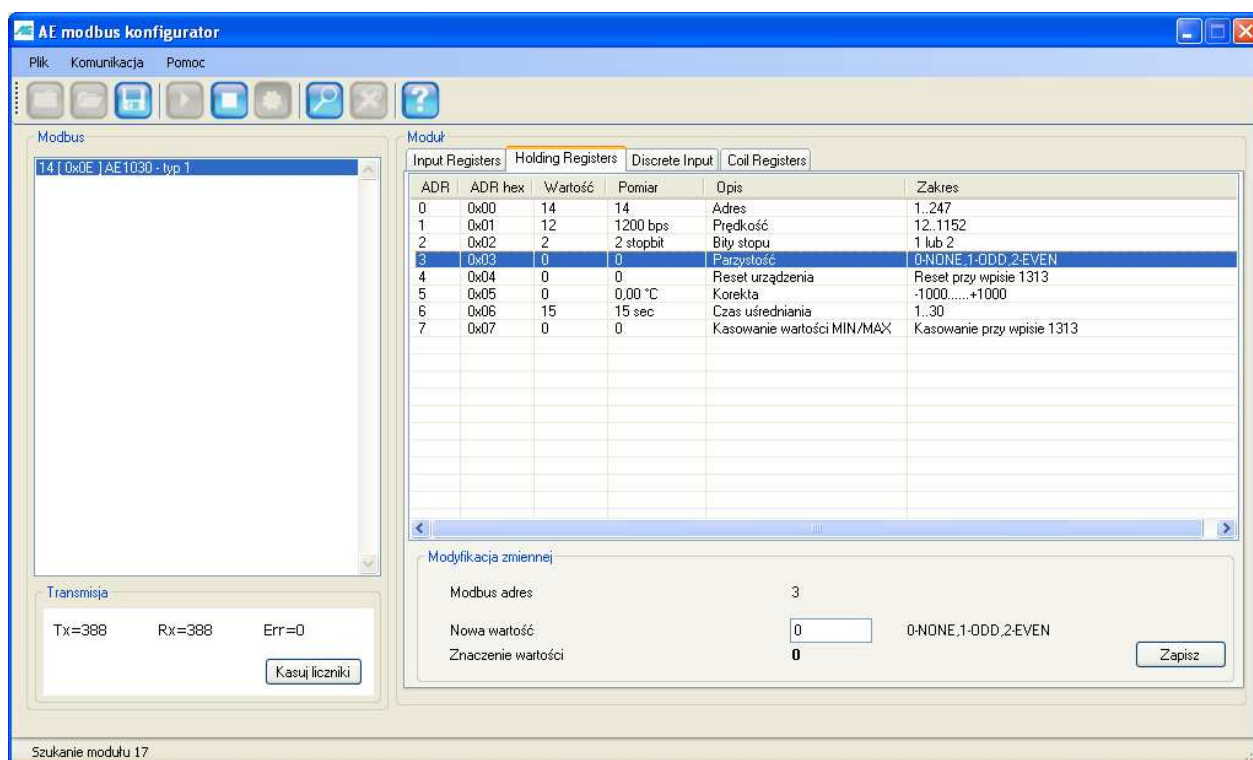 AE AE modbus konfigurator
Plik Komunikacja Pomoc
Modbus
14 [ 0x0E ] AE1030 - typ 1
Transmisja
Tx=388 Rx=388 Err=0
Kasuj liczniki
Moduł
Input Registers Holding Registers Discrete Input Coil Registers
ADR ADR hex Wartość Pomiar Opis Zakres
0 0x00 14 14 Adres 1..247
1 0x01 12 1200 bps Prędkość 12..1152
2 0x02 2 2 stopbit Bity stopu 1 lub 2
3 0x03 0 0 Parzystość 0-NONE,1-ODD,2-EVEN
4 0x04 0 0 Reset urządzenia Reset przy wpisie 1313
5 0x05 0 0,00 °C Korekta -1000......+1000
6 0x06 15 15 sec Czas uśredniania 1..30
7 0x07 0 0 Kasowanie wartości MIN/MAX Kasowanie przy wpisie 1313
Modyfikacja zmiennej
Modbus adres 3
Nowa wartość 0 0-NONE,1-ODD,2-EVEN
Znaczenie wartości 0
Zapisz
Szukanie modułu 17